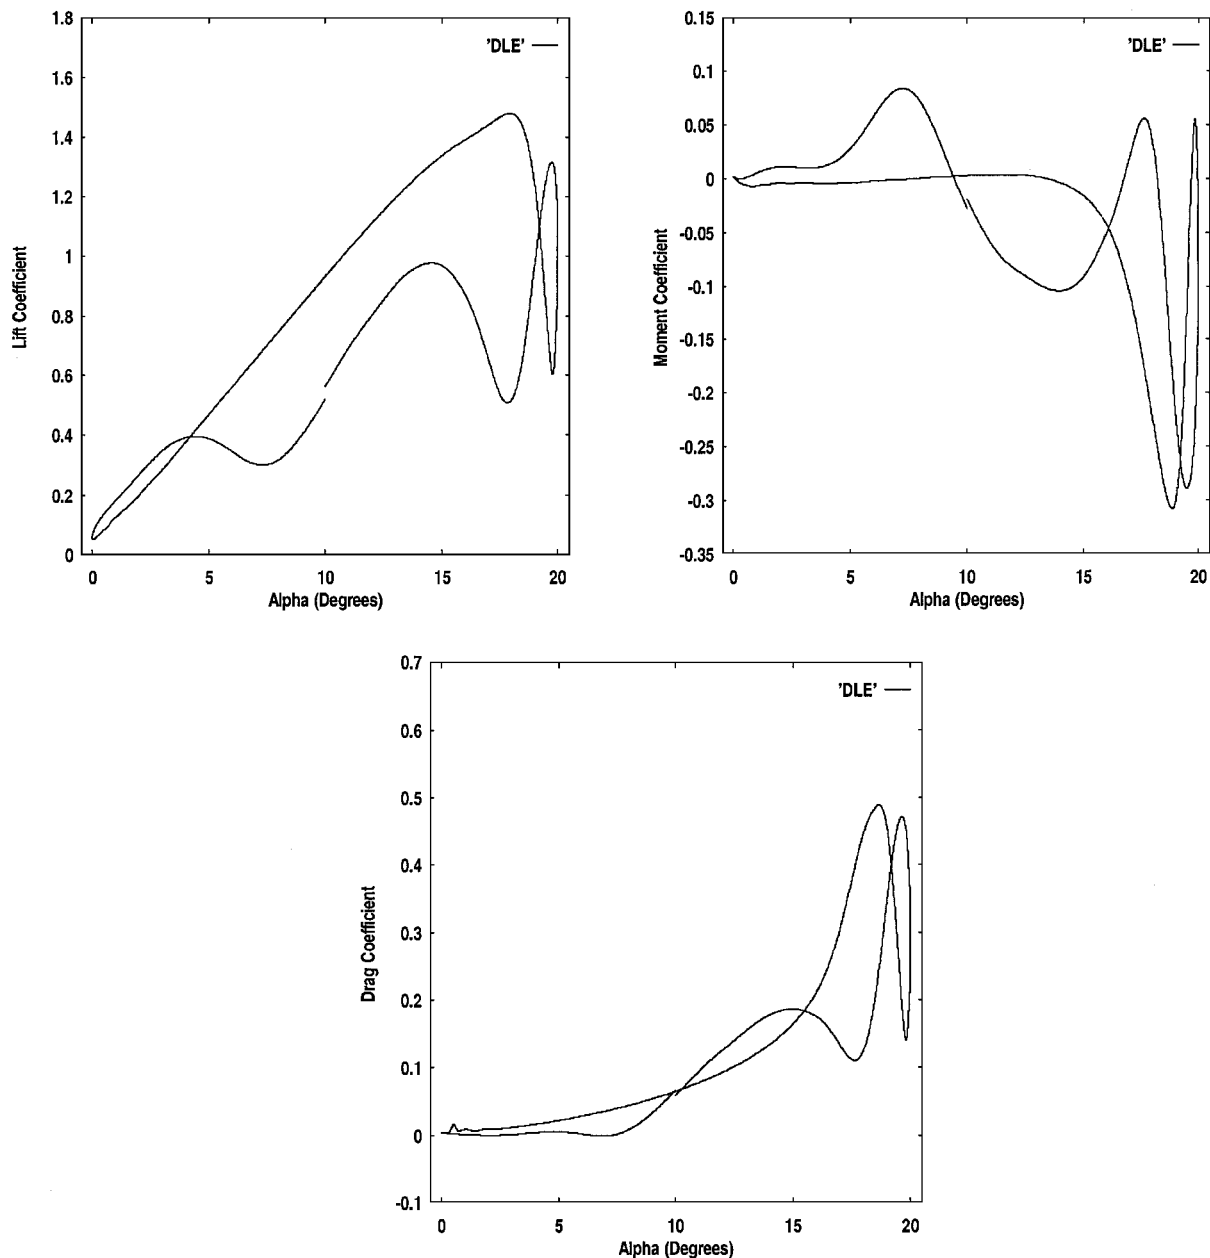 1.8
'DLE'
1.6
1.4
1.2
1
0.8
0.6
0.4
0.2
0
Lift Coefficient
0 5 10 15 20
Alpha (Degrees)
0.15
'DLE'
0.1
0.05
0
-0.05
-0.1
-0.15
-0.2
-0.25
-0.3
-0.35
Moment Coefficient
0 5 10 15 20
Alpha (Degrees)
0.7
'DLE'
0.6
0.5
0.4
0.3
0.2
0.1
0
-0.1
Drag Coefficient
0 5 10 15 20
Alpha (Degrees)